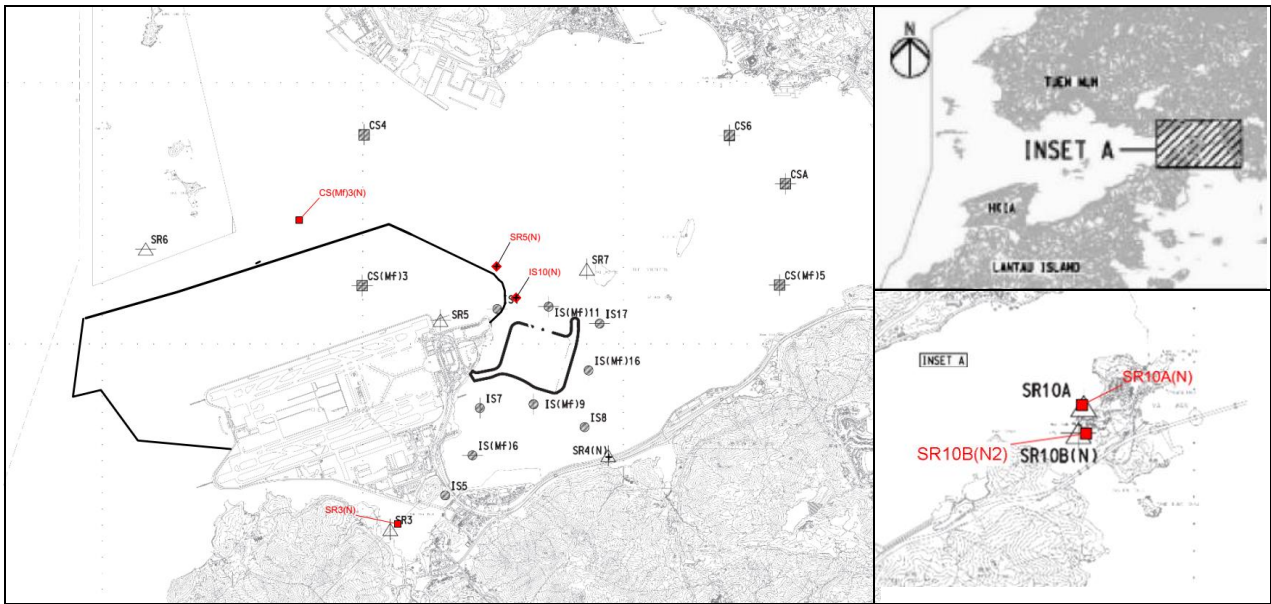 CS4
CS6
CSA
CS(Mf)3(N)
SR6
SR5(N)
SR7
CS(Mf)3
CS(Mf)5
IS10(N)
IS(Mf)11
IS17
SR5
IS(Mf)16
IS7
IS(Mf)9
IS8
IS(Mf)6
SR4(N)
IS5
SR3(N)
SR3
N
TUEN MUN
INSET A
HKIA
LANTAU ISLAND
INSET A
SR10A
SR10A(N)
SR10B(N2)
SR10B(N)